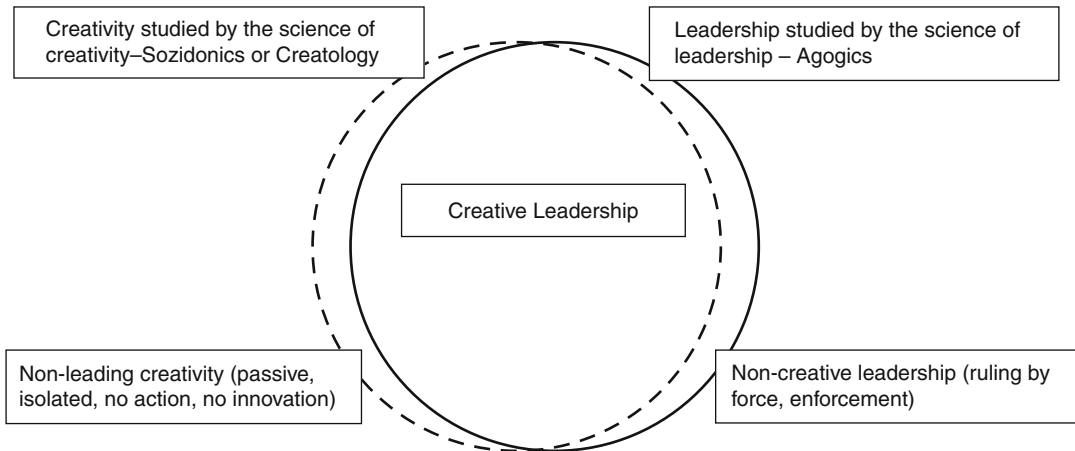 Creativity studied by the science of
creativity–Sozidonics or Creatology
Leadership studied by the science of
leadership – Agogics
Creative Leadership
Non-leading creativity (passive,
isolated, no action, no innovation)
Non-creative leadership (ruling by
force, enforcement)